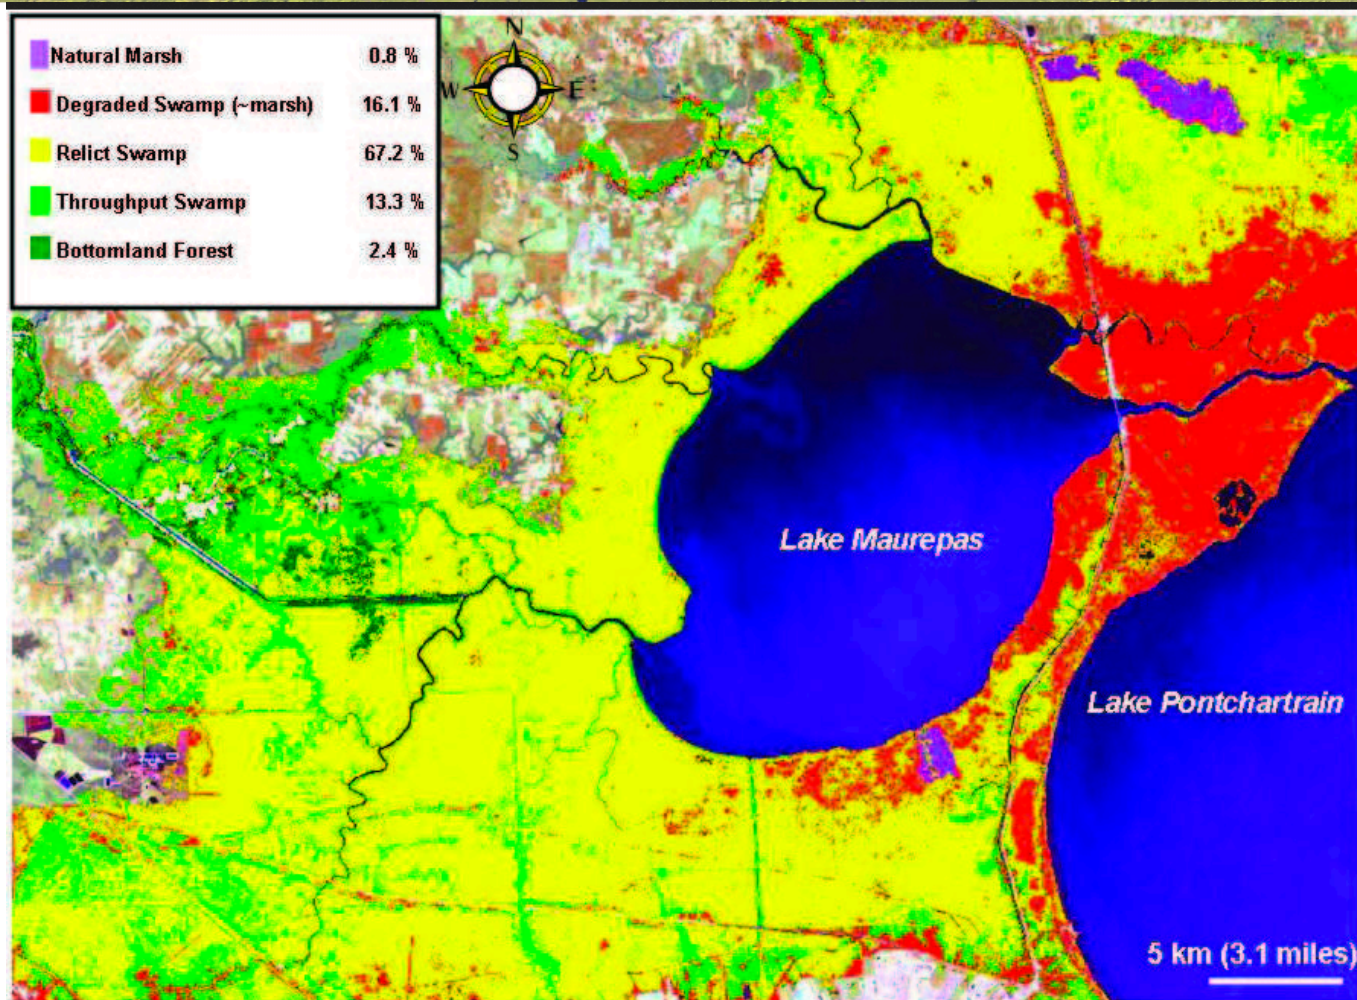 Natural Marsh 0.8 %
Degraded Swamp (~marsh) 16.1 %
Relict Swamp 67.2 %
Throughput Swamp 13.3 %
Bottomland Forest 2.4 %
N
W E
S
Lake Maurepas
Lake Pontchartrain
5 km (3.1 miles)